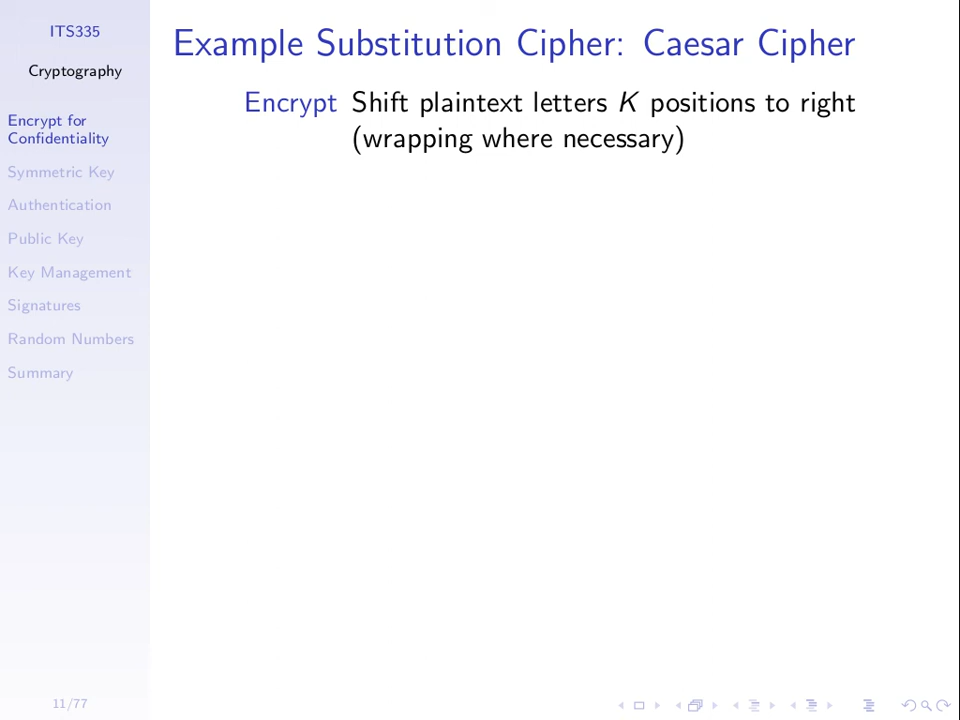 ITS335
Cryptography
Encrypt for
Confidentiality
Symmetric Key
Authentication
Public Key
Key Management
Signatures
Random Numbers
Summary
11/77
Example Substitution Cipher: Caesar Cipher
Encrypt Shift plaintext letters K positions to right
(wrapping where necessary)